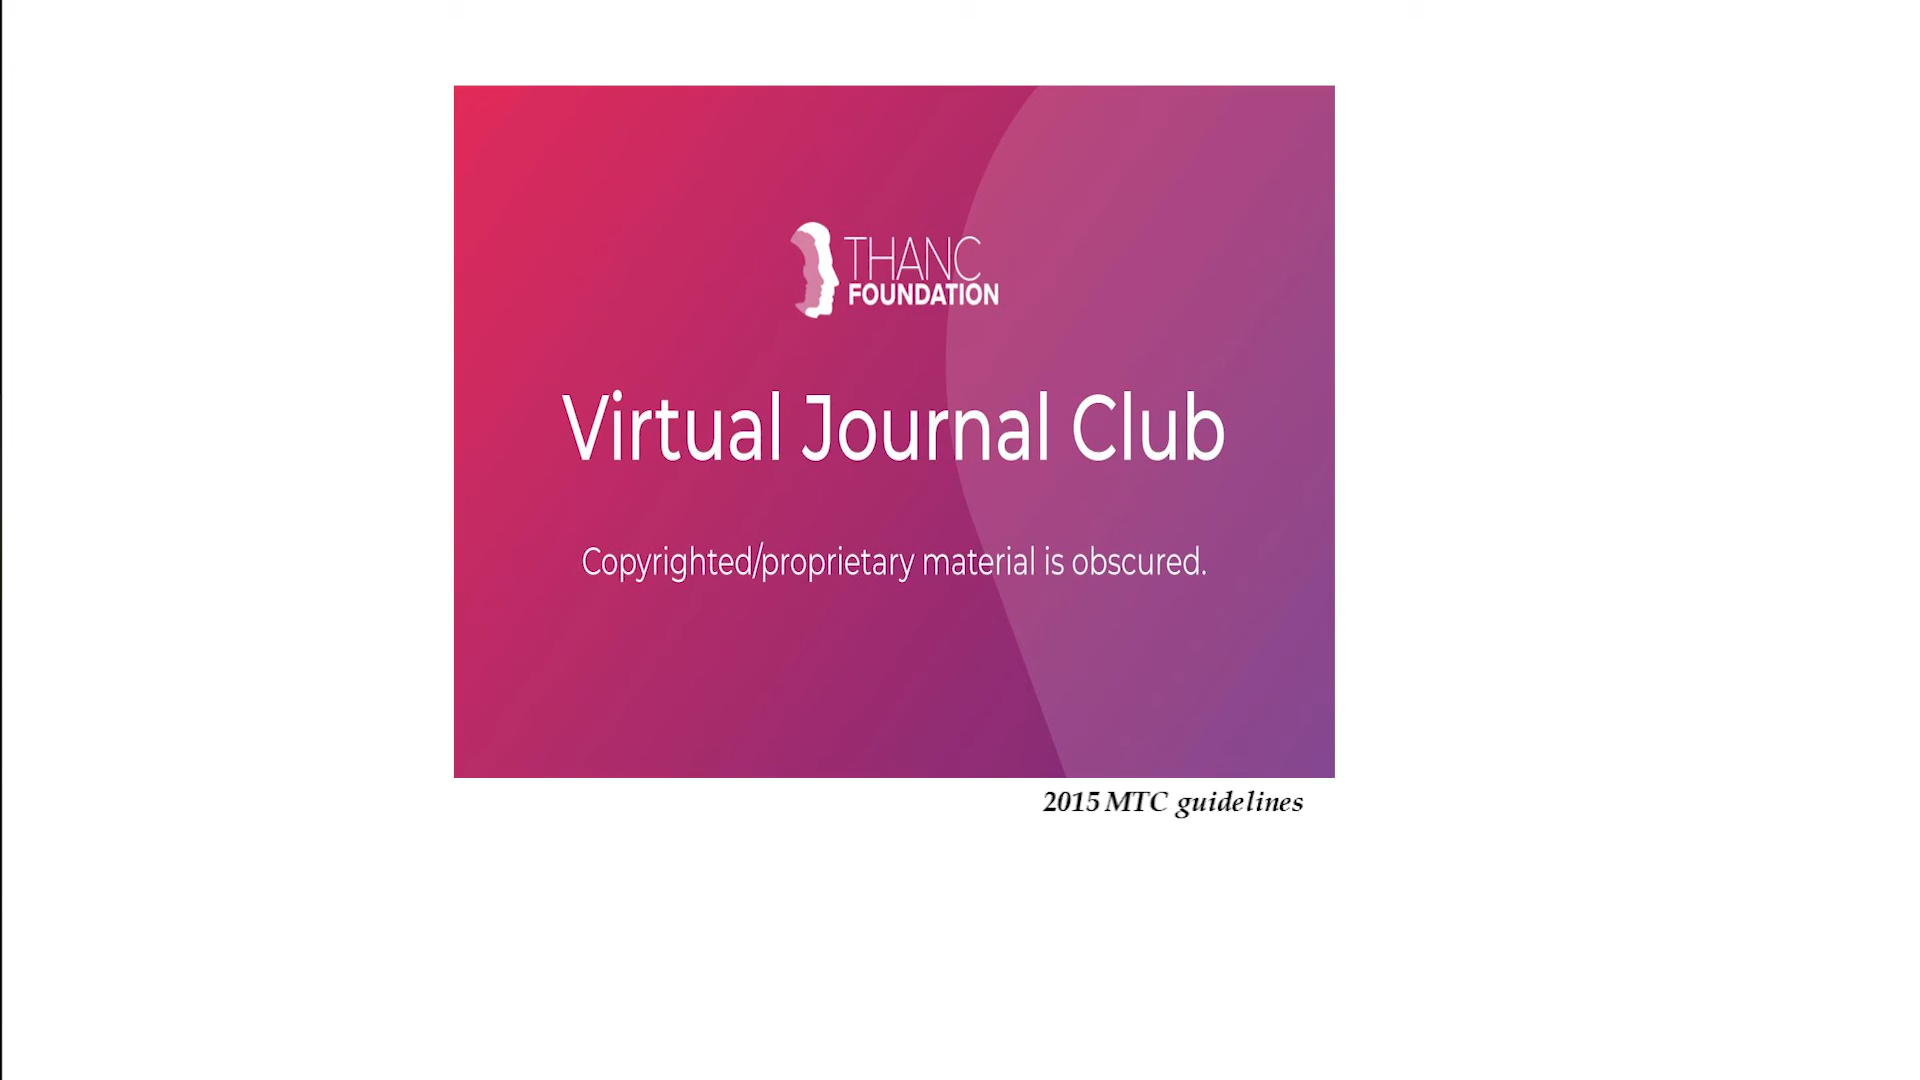 THANC
FOUNDATION
Virtual Journal Club
Copyrighted/proprietary material is obscured.
2015 MTC guidelines